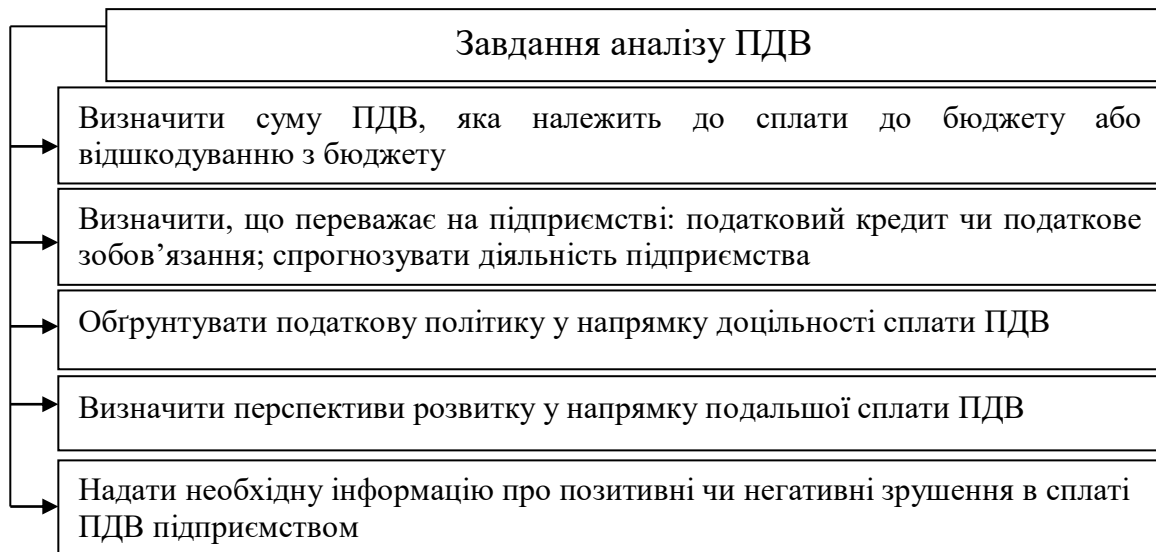 Завдання аналізу ПДВ
Визначити суму ПДВ, яка належить до сплати до бюджету або
відшкодуванню з бюджету
Визначити, що переважає на підприємстві: податковий кредит чи податкове
зобов’язання; спрогнозувати діяльність підприємства
Обґрунтувати податкову політику у напрямку доцільності сплати ПДВ
Визначити перспективи розвитку у напрямку подальшої сплати ПДВ
Надати необхідну інформацію про позитивні чи негативні зрушення в сплаті
ПДВ підприємством